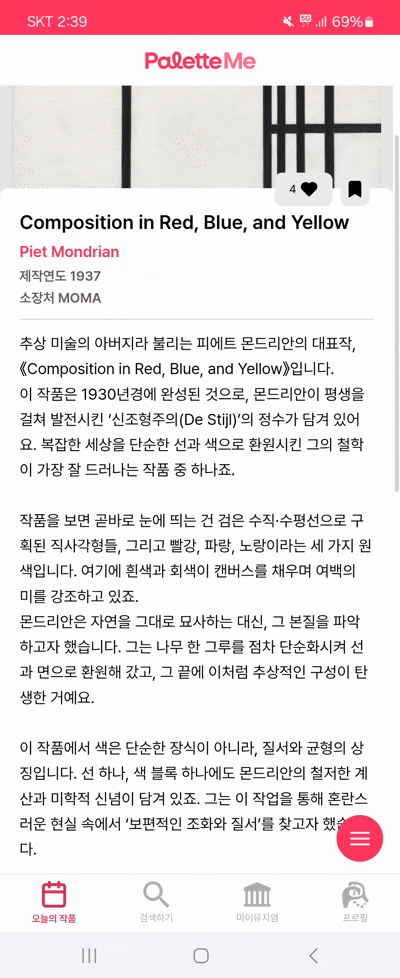 SKT 2:39
5G
69%
PaletteMe
4
Composition in Red, Blue, and Yellow
Piet Mondrian
제작연도 1937
소장처 MOMA
추상 미술의 아버지라 불리는 피에트 몬드리안의 대표작,
《Composition in Red, Blue, and Yellow》입니다.
이 작품은 1930년경에 완성된 것으로, 몬드리안이 평생을
걸쳐 발전시킨 ‘신조형주의(De Stijl)’의 정수가 담겨 있어
요. 복잡한 세상을 단순한 선과 색으로 환원시킨 그의 철학
이 가장 잘 드러나는 작품 중 하나죠.
작품을 보면 곧바로 눈에 띄는 건 검은 수직·수평선으로 구
획된 직사각형들, 그리고 빨강, 파랑, 노랑이라는 세 가지 원
색입니다. 여기에 흰색과 회색이 캔버스를 채우며 여백의
미를 강조하고 있죠.
몬드리안은 자연을 그대로 묘사하는 대신, 그 본질을 파악
하고자 했습니다. 그는 나무 한 그루를 점차 단순화시켜 선
과 면으로 환원해 갔고, 그 끝에 이처럼 추상적인 구성이 탄
생한 거예요.
이 작품에서 색은 단순한 장식이 아니라, 질서와 균형의 상
징입니다. 선 하나, 색 블록 하나에도 몬드리안의 철저한 계
산과 미학적 신념이 담겨 있죠. 그는 이 작업을 통해 혼란스
러운 현실 속에서 ‘보편적인 조화와 질서’를 찾고자 했습니
다.
오늘의 작품
검색하기
마이뮤지엄
프로필